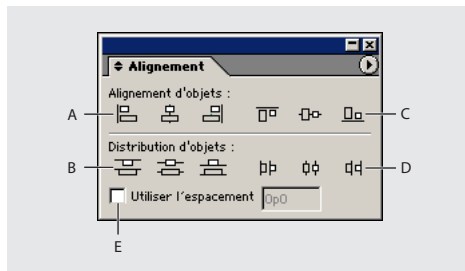 Alignement
Alignement d'objets :
A
C
Distribution d'objets :
B
D
Utiliser l'espacement 0p0
E